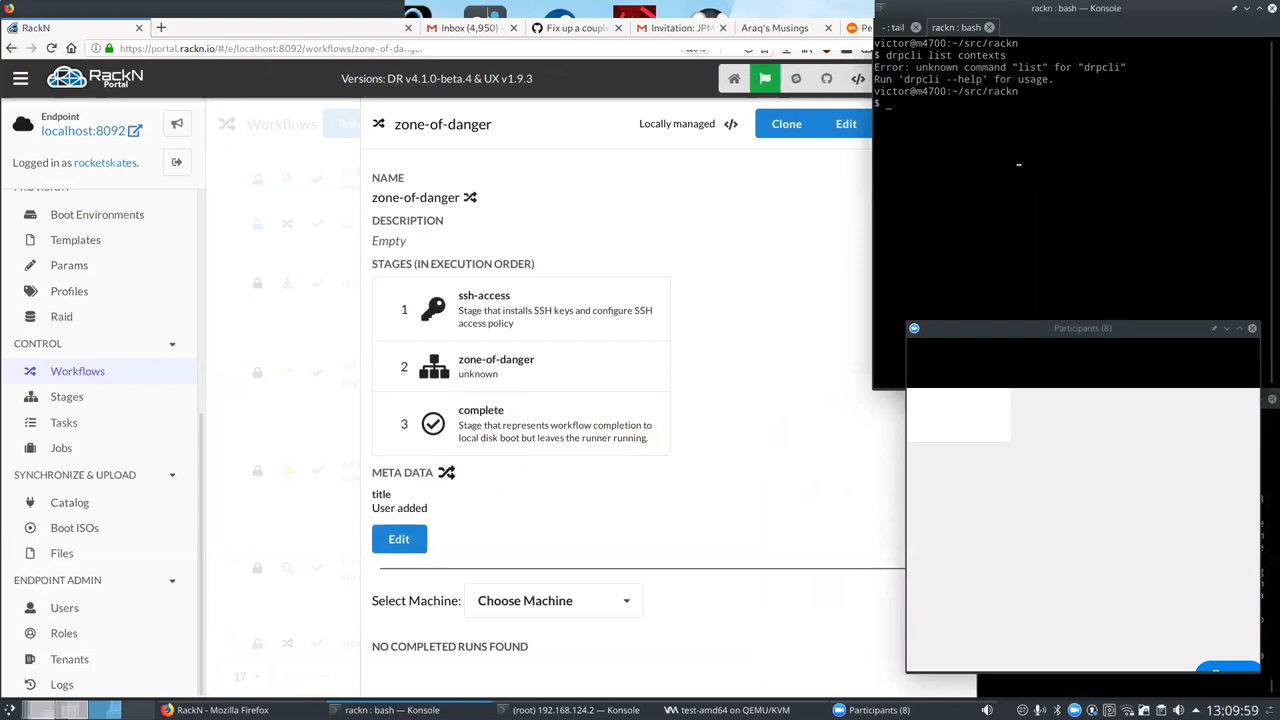 rackn : bash — Konsole
RackN
Inbox (4,950)
Fix up a coupl
Invitation: JPM
Araq's Musings
Pe
- : tail
rackn : bash
https://portal.rackn.io/#/e/localhost:8092/workflows/zone-of-danger
victor@m4700:~/src/rackn
$ drpcli list contexts
Error: unknown command "list" for "drpcli"
Run 'drpcli --help' for usage.
victor@m4700:~/src/rackn
$ _
RackN
Portal
Versions: DR v4.1.0-beta.4 & UX v1.9.3
Endpoint
localhost:8092
Logged in as rocketskates.
Workflows
zone-of-danger
Locally managed
Clone
Edit
PROVISION
Boot Environments
Templates
Params
Profiles
Raid
CONTROL
Workflows
Stages
Tasks
Jobs
SYNCHRONIZE & UPLOAD
Catalog
Boot ISOs
Files
ENDPOINT ADMIN
Users
Roles
Tenants
Logs
NAME
zone-of-danger
DESCRIPTION
Empty
STAGES (IN EXECUTION ORDER)
1
ssh-access
Stage that installs SSH keys and configure SSH
access policy
2
zone-of-danger
unknown
3
complete
Stage that represents workflow completion to
local disk boot but leaves the runner running.
META DATA
title
User added
Edit
Select Machine:
Choose Machine
NO COMPLETED RUNS FOUND
17
Participants (8)
RackN - Mozilla Firefox
rackn : bash — Konsole
(root) 192.168.124.2 — Konsole
test-amd64 on QEMU/KVM
Participants (8)
13:09:59